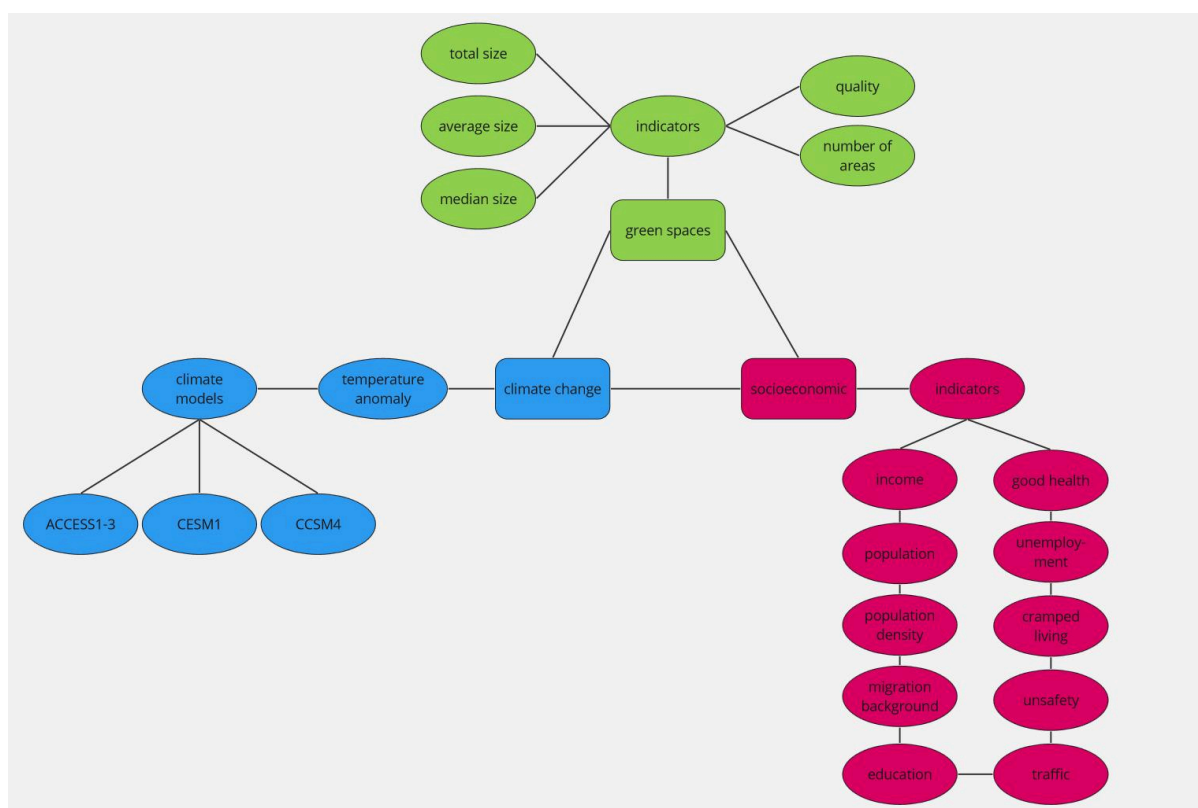 total size
quality
average size
indicators
number of
areas
median size
green spaces
climate
models
temperature
anomaly
climate change
socioeconomic
indicators
income
good health
ACCESS1-3
CESM1
CCSM4
population
unemploy-
ment
population
density
cramped
living
migration
background
unsafety
education
traffic